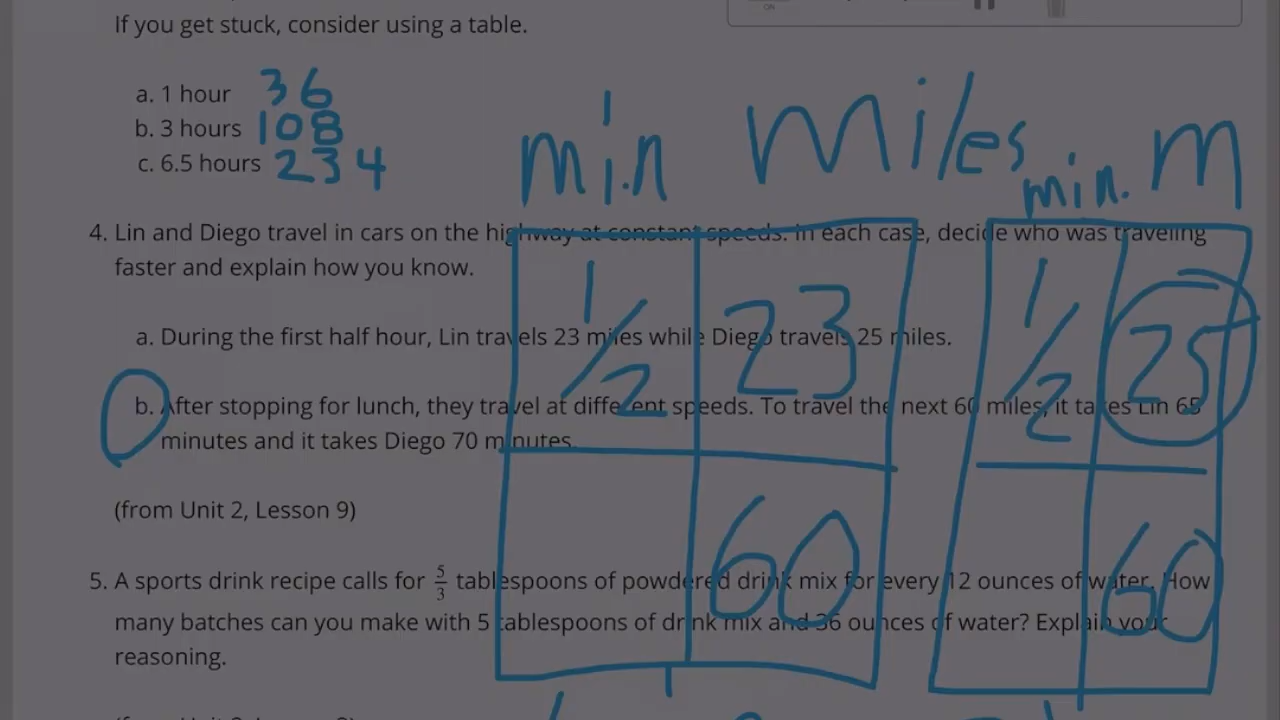 If you get stuck, consider using a table.
ON
a. 1 hour 36
b. 3 hours 108
c. 6.5 hours 234
min miles min. m
4. Lin and Diego travel in cars on the highway at constant speeds. In each case, decide who was traveling
faster and explain how you know.
1/2 23 1/2 25
a. During the first half hour, Lin travels 23 miles while Diego travels 25 miles.
b. After stopping for lunch, they travel at different speeds. To travel the next 60 miles, it takes Lin 65
minutes and it takes Diego 70 minutes.
(from Unit 2, Lesson 9)
60 60
5. A sports drink recipe calls for 5/3 tablespoons of powdered drink mix for every 12 ounces of water. How
many batches can you make with 5 tablespoons of drink mix and 36 ounces of water? Explain your
reasoning.